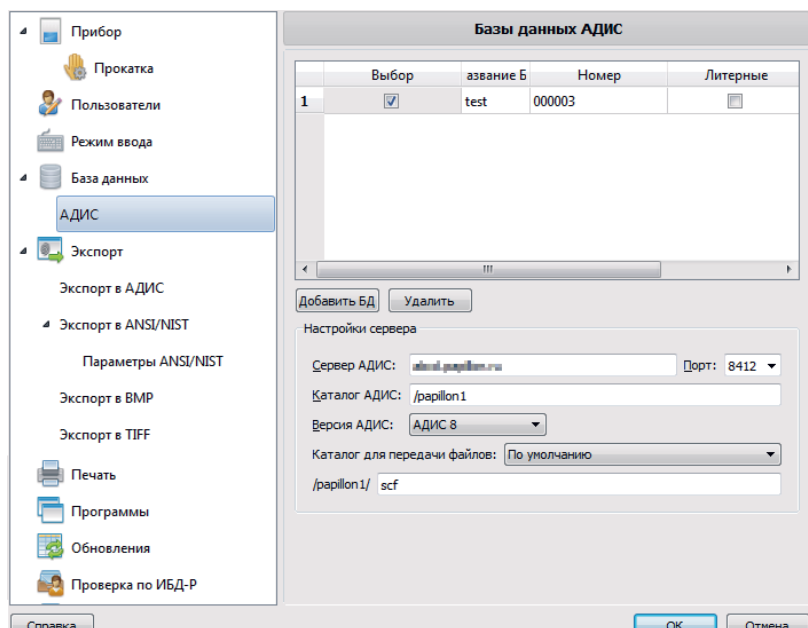 Прибор
Прокатка
Пользователи
Режим ввода
База данных
АДИС
Экспорт
Экспорт в АДИС
Экспорт в ANSI/NIST
Параметры ANSI/NIST
Экспорт в BMP
Экспорт в TIFF
Печать
Программы
Обновления
Проверка по ИБД-Р
Справка
Базы данных АДИС
Выбор азвание Б Номер Литерные
1 test 000003
Добавить БД Удалить
Настройки сервера
Сервер АДИС: Порт: 8412
Каталог АДИС: /papillon1
Версия АДИС: АДИС 8
Каталог для передачи файлов: По умолчанию
/papillon1/ scf
OK Отмена